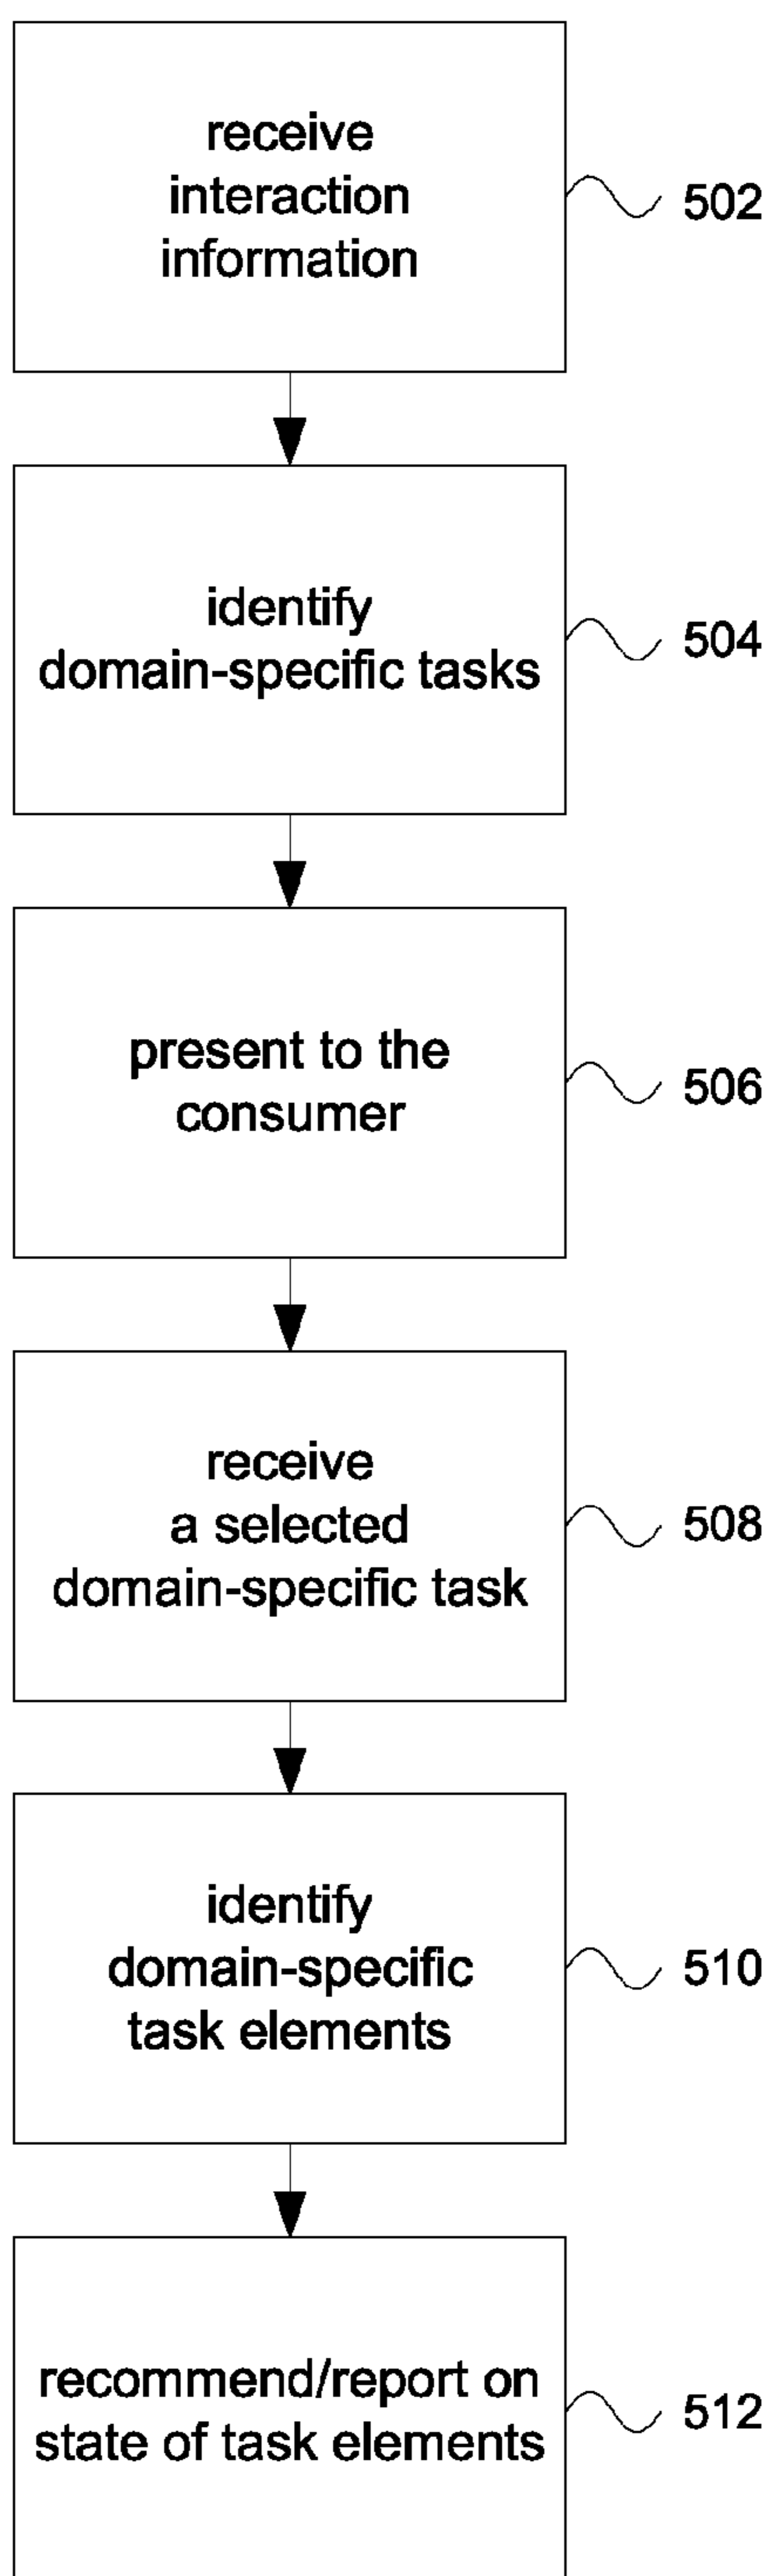 receive
interaction
information
502
identify
domain-specific tasks
504
present to the
consumer
506
receive
a selected
domain-specific task
508
identify
domain-specific
task elements
510
recommend/report on
state of task elements
512